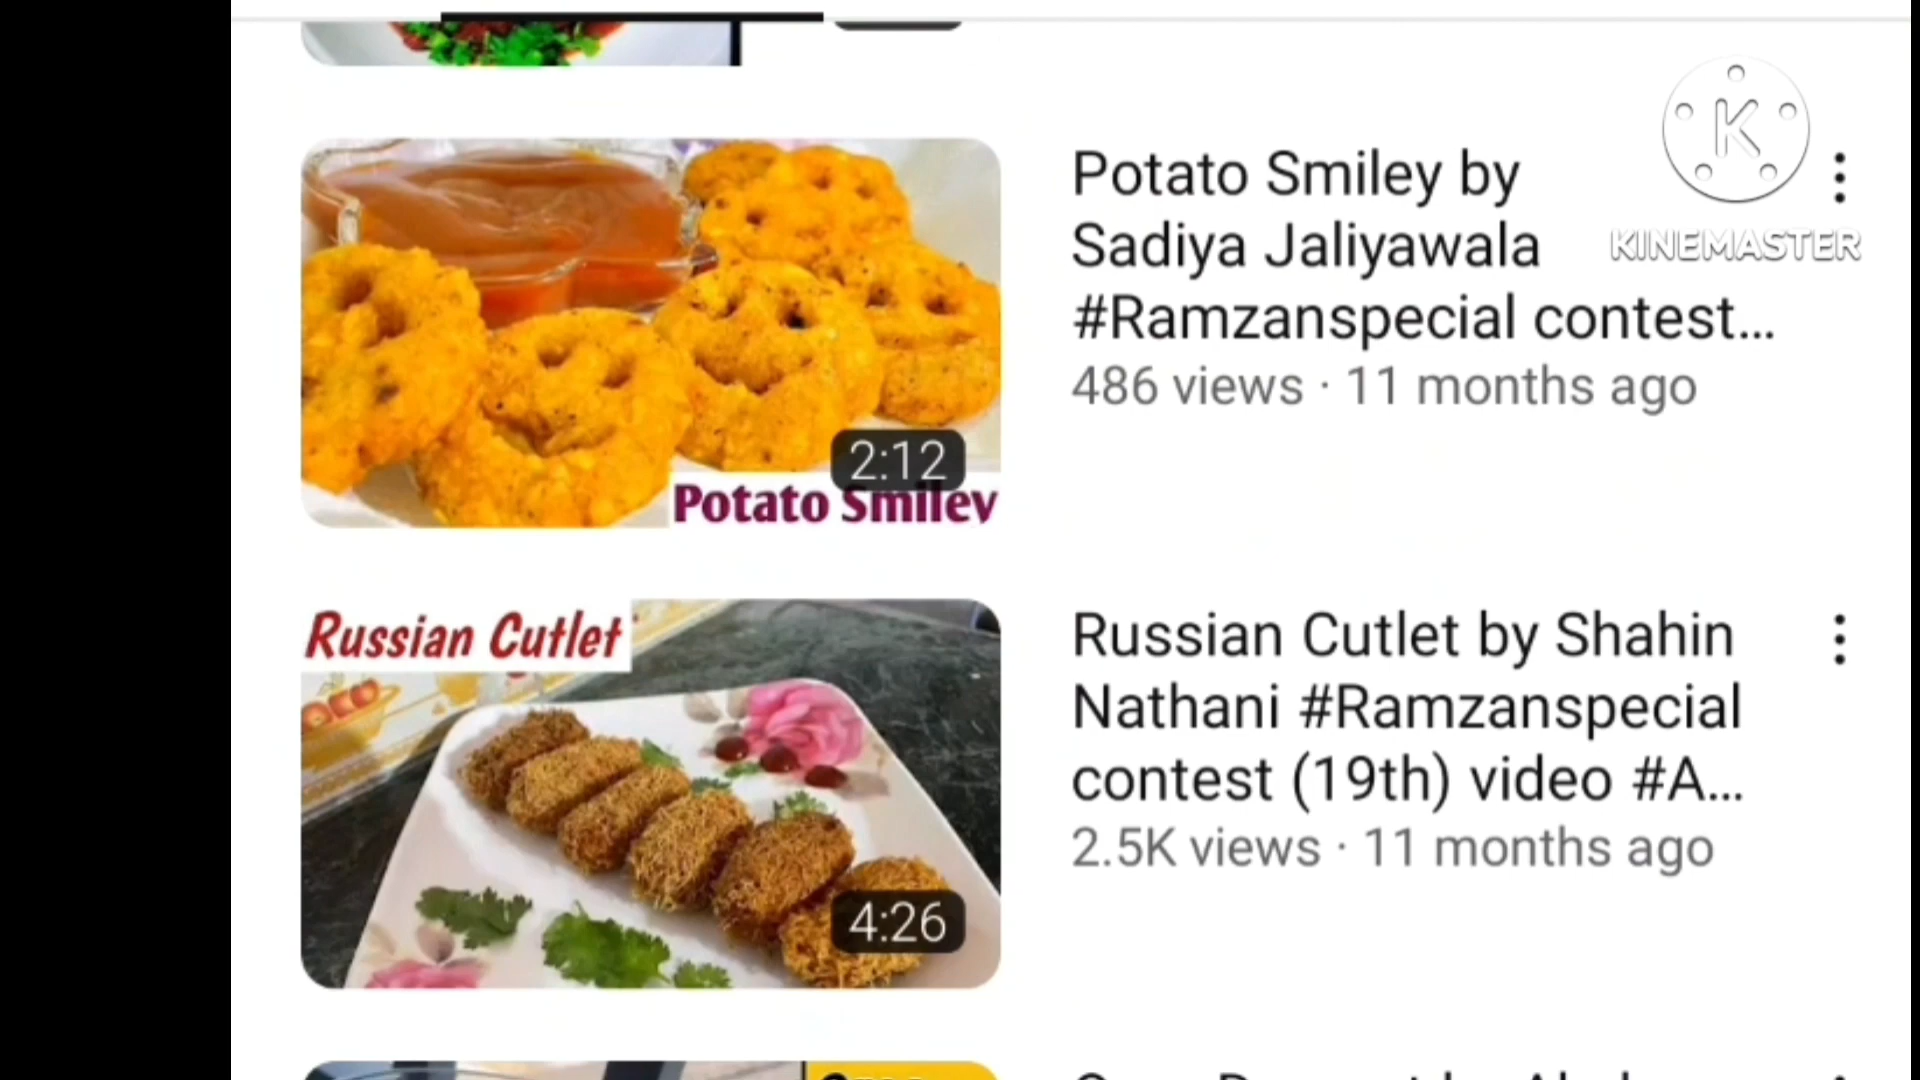 Potato Smiley by
Sadiya Jaliyawala
#Ramzanspecial contest...
486 views · 11 months ago
2:12
Potato Smiley
K
KINEMASTER
Russian Cutlet
Russian Cutlet by Shahin
Nathani #Ramzanspecial
contest (19th) video #A...
2.5K views · 11 months ago
4:26